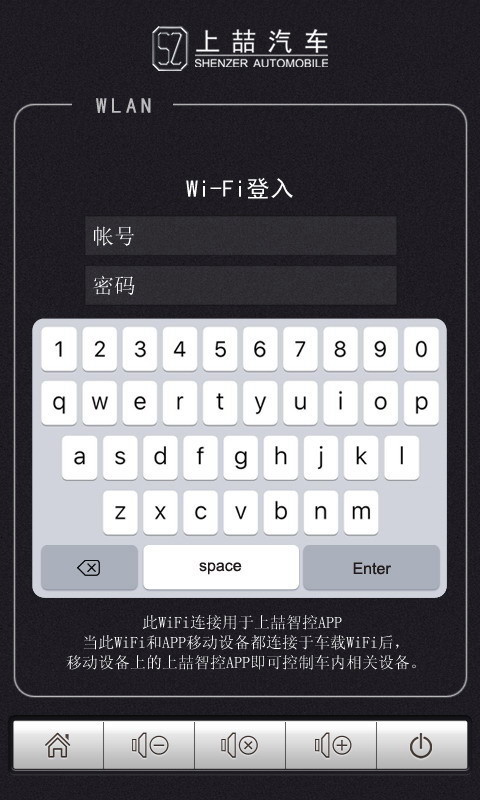 SZ
上喆汽车
SHENZER AUTOMOBILE
WLAN
Wi-Fi登入
帐号
密码
1 2 3 4 5 6 7 8 9 0
q w e r t y u i o p
a s d f g h j k l
z x c v b n m
space Enter
此WiFi连接用于上喆智控APP
当此WiFi和APP移动设备都连接于车载WiFi后，
移动设备上的上喆智控APP即可控制车内相关设备。